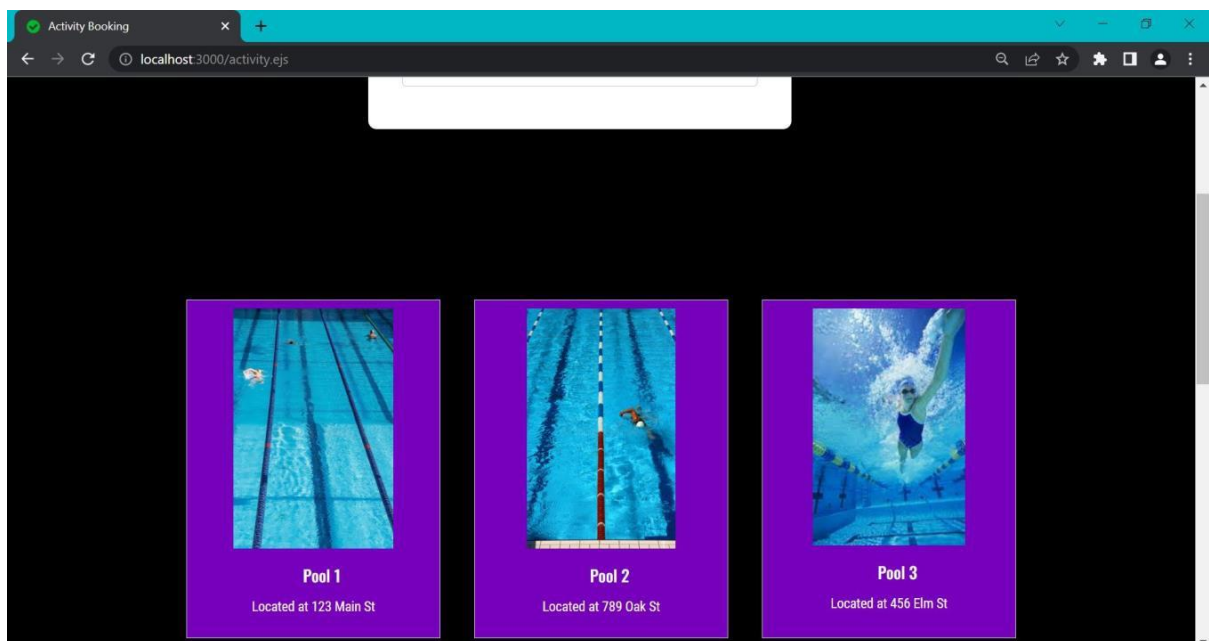 Activity Booking
localhost:3000/activity.ejs
Pool 1
Located at 123 Main St
Pool 2
Located at 789 Oak St
Pool 3
Located at 456 Elm St